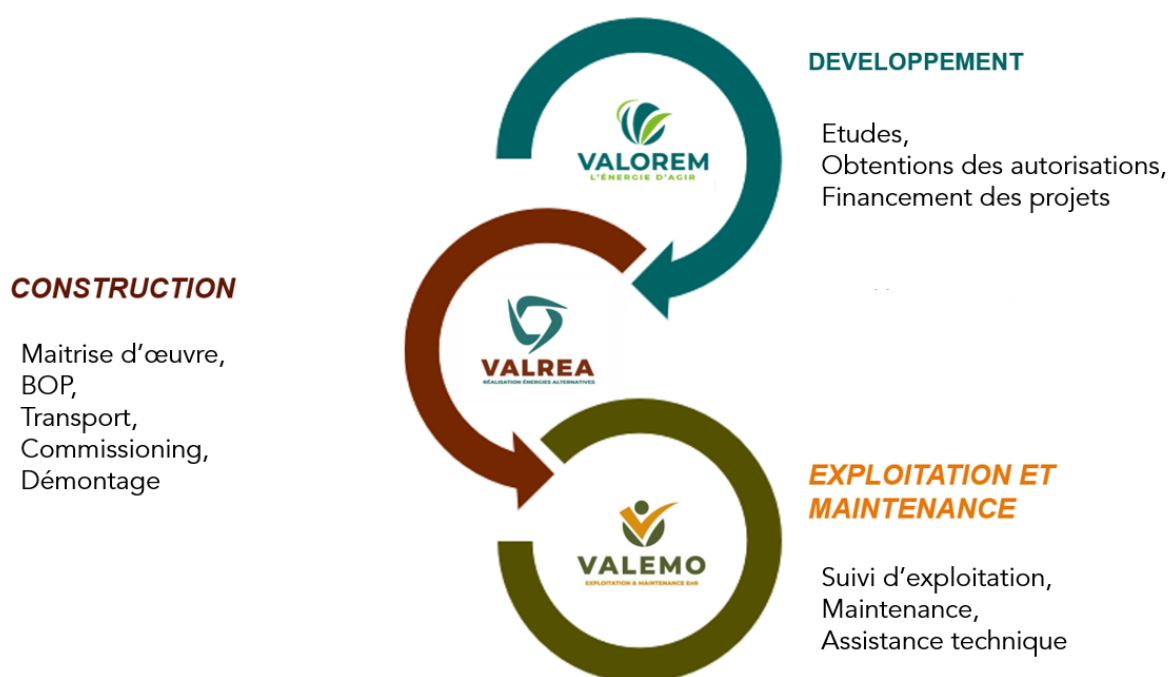 DEVELOPPEMENT
Etudes,
Obtentions des autorisations,
Financement des projets
VALOREM
L'ÉNERGIE D'AGIR
CONSTRUCTION
Maitrise d'œuvre,
BOP,
Transport,
Commissioning,
Démontage
VALREA
RÉALISATION ÉNERGIES ALTERNATIVES
EXPLOITATION ET
MAINTENANCE
Suivi d'exploitation,
Maintenance,
Assistance technique
VALEMO
EXPLOITATION & MAINTENANCE EnR